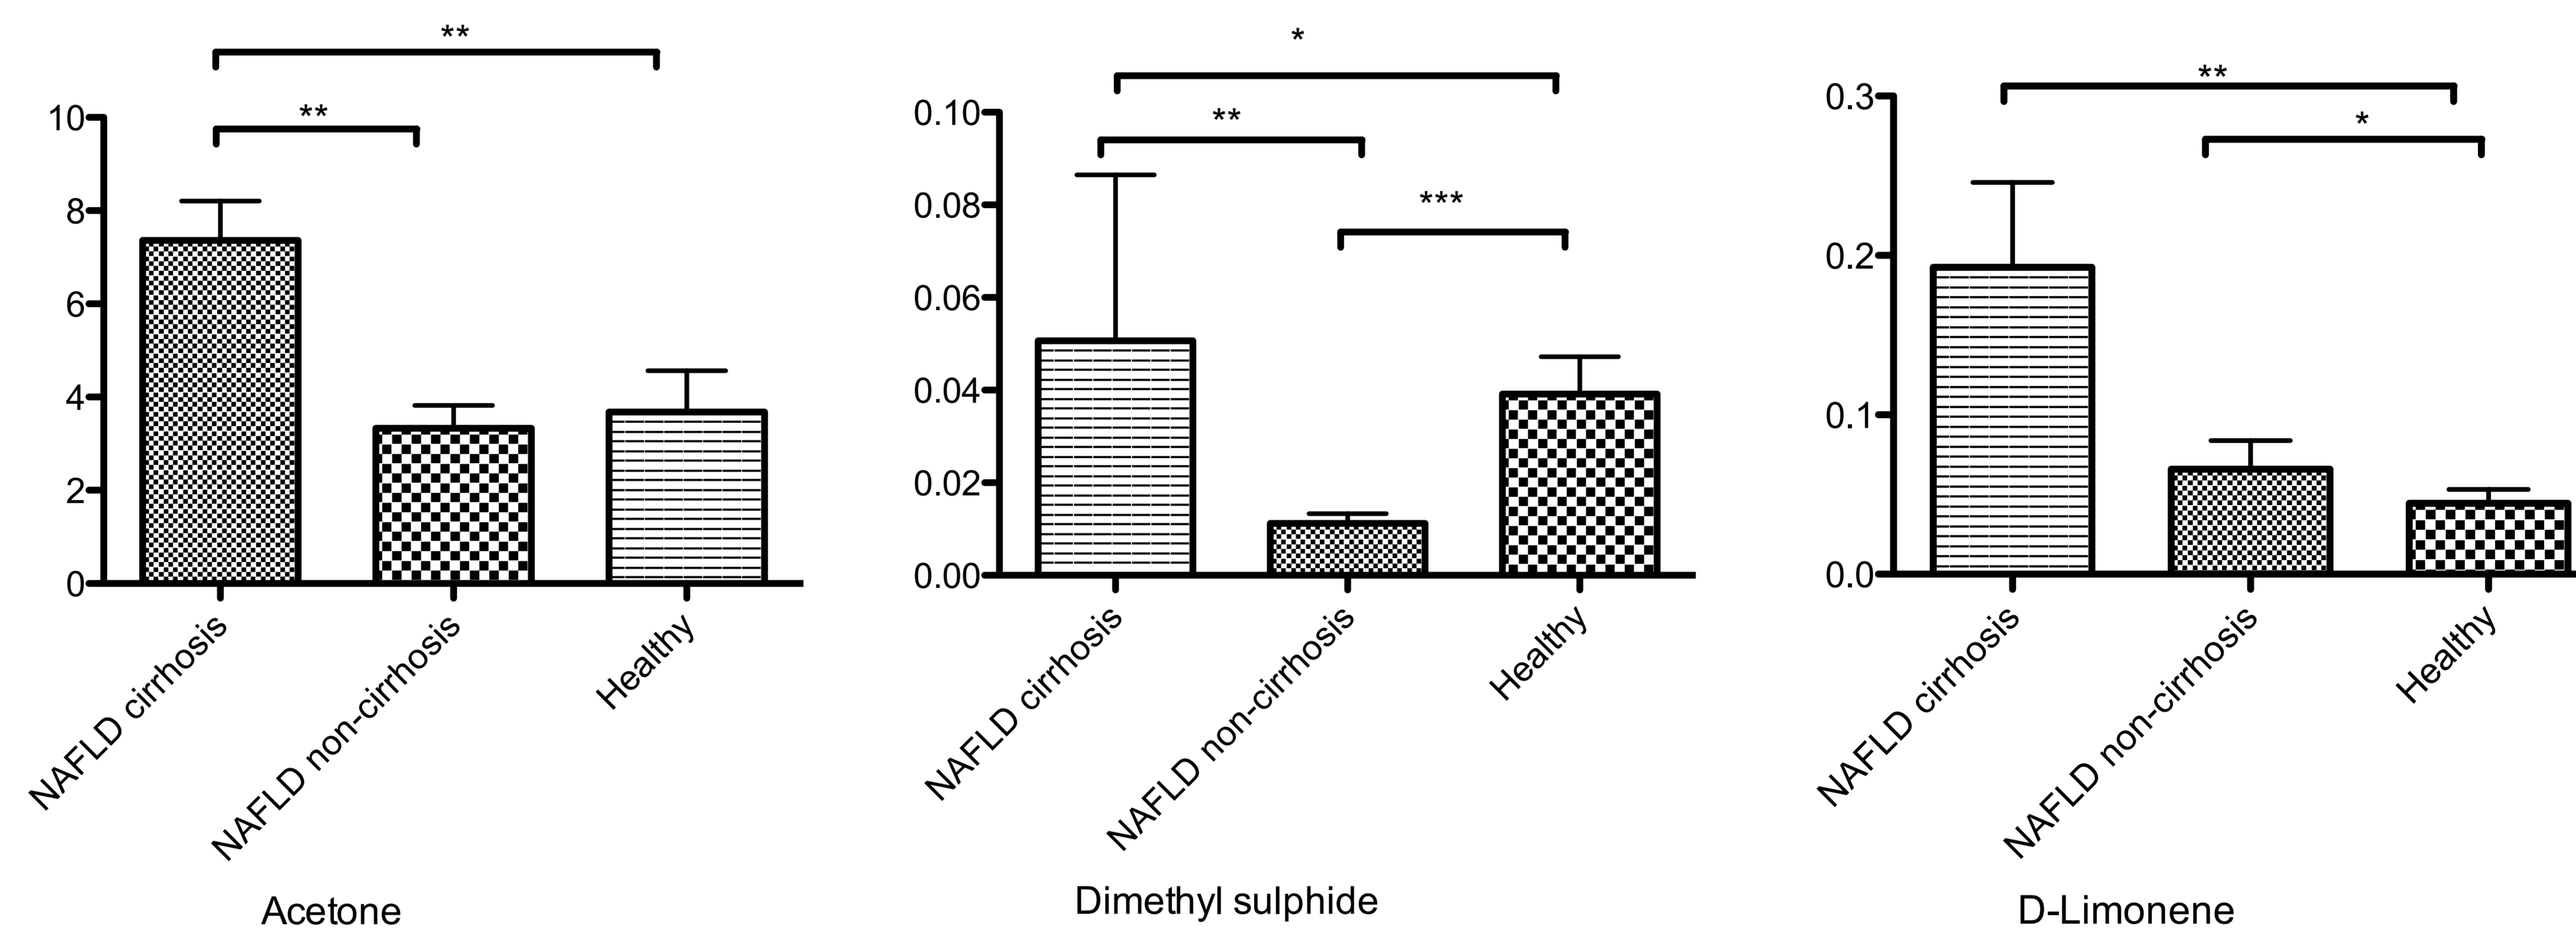 **
**
10
8
6
4
2
0
NAFLD cirrhosis
NAFLD non-cirrhosis
Healthy
Acetone
*
**
***
0.10
0.08
0.06
0.04
0.02
0.00
NAFLD cirrhosis
NAFLD non-cirrhosis
Healthy
Dimethyl sulphide
**
*
0.3
0.2
0.1
0.0
NAFLD cirrhosis
NAFLD non-cirrhosis
Healthy
D-Limonene